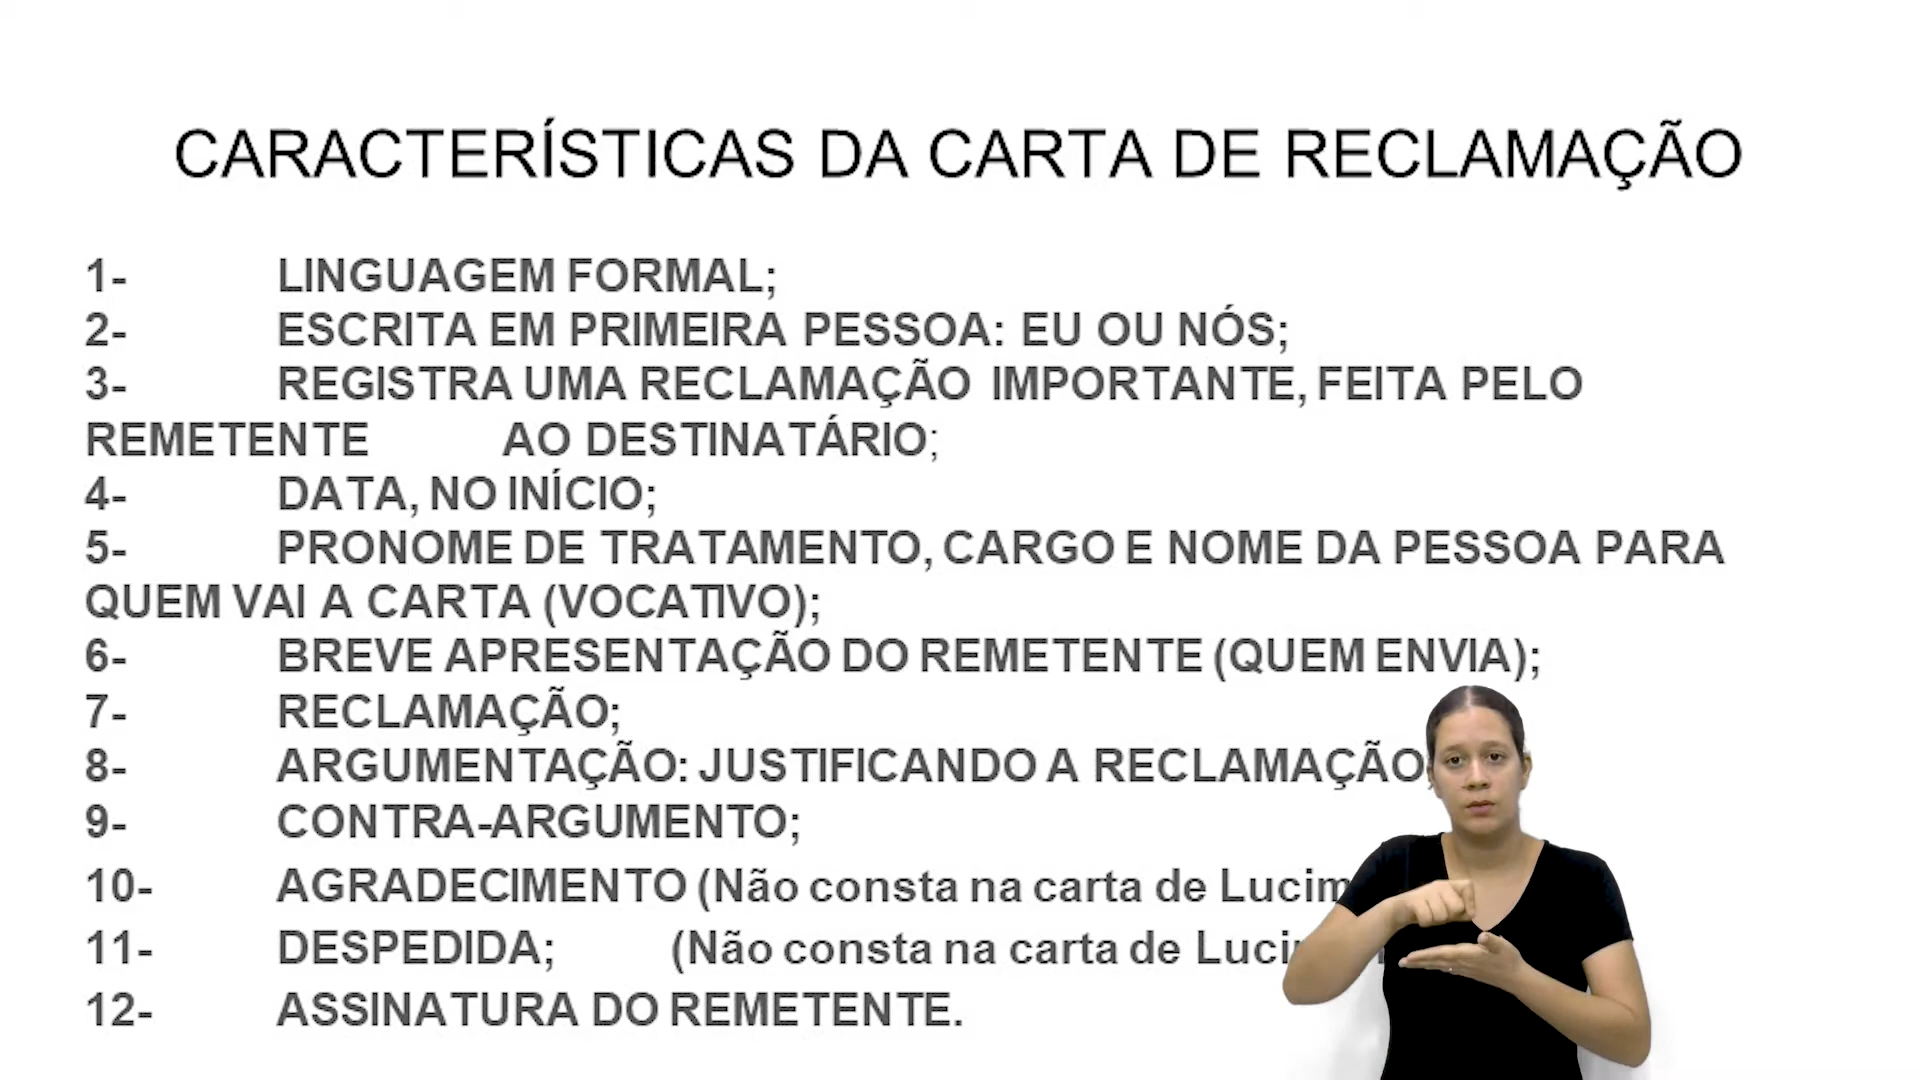 CARACTERÍSTICAS DA CARTA DE RECLAMAÇÃO
1- LINGUAGEM FORMAL;
2- ESCRITA EM PRIMEIRA PESSOA: EU OU NÓS;
3- REGISTRA UMA RECLAMAÇÃO IMPORTANTE, FEITA PELO
REMETENTE AO DESTINATÁRIO;
4- DATA, NO INÍCIO;
5- PRONOME DE TRATAMENTO, CARGO E NOME DA PESSOA PARA
QUEM VAI A CARTA (VOCATIVO);
6- BREVE APRESENTAÇÃO DO REMETENTE (QUEM ENVIA);
7- RECLAMAÇÃO;
8- ARGUMENTAÇÃO: JUSTIFICANDO A RECLAMAÇÃO;
9- CONTRA-ARGUMENTO;
10- AGRADECIMENTO (Não consta na carta de
11- DESPEDIDA; (Não consta na carta de
12- ASSINATURA DO REMETENTE.